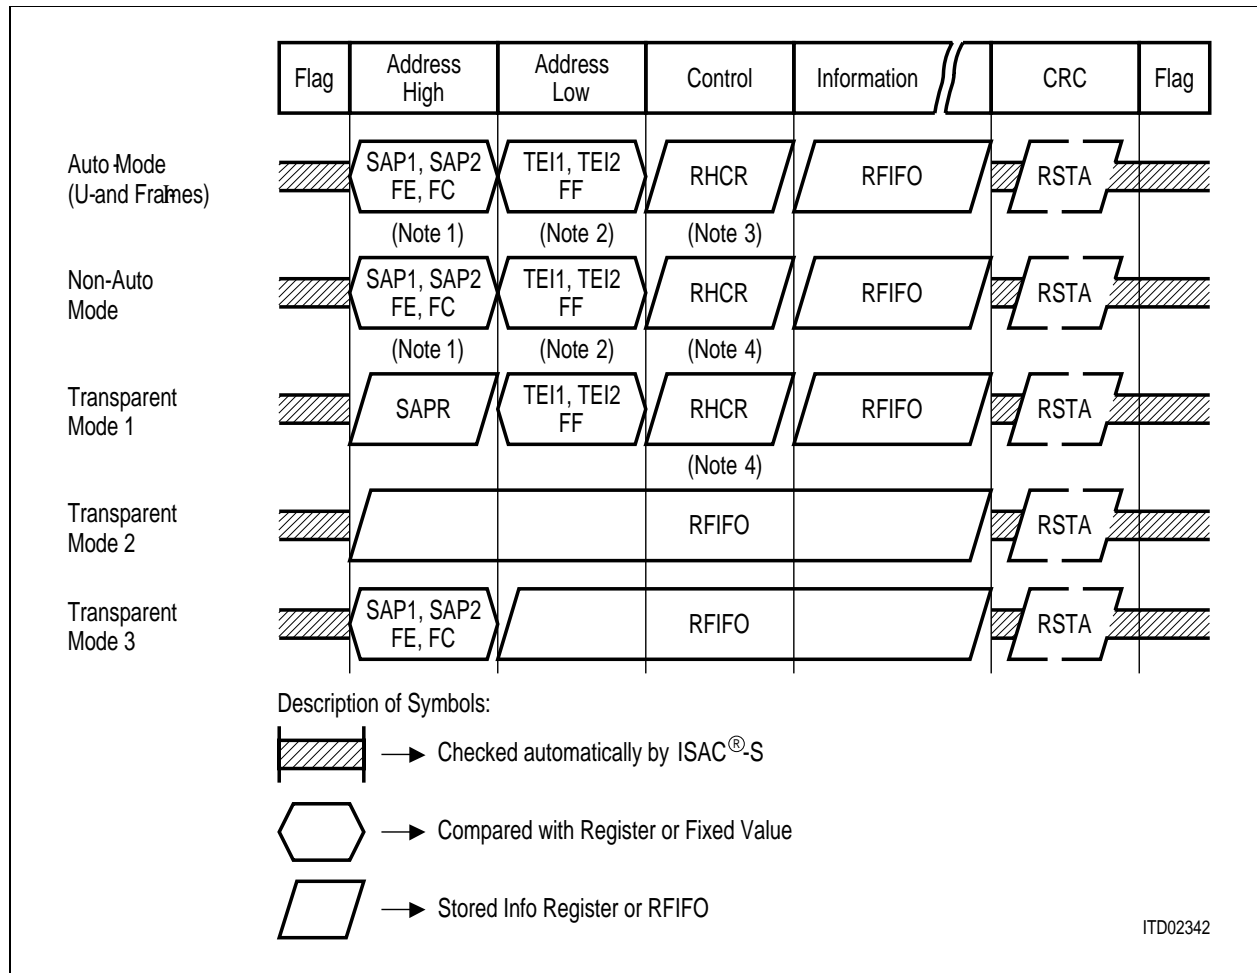 Flag
Address
High
Address
Low
Control
Information
CRC
Flag
Auto-Mode
(U-and Frames)
SAP1, SAP2
FE, FC
TEI1, TEI2
FF
RHCR
RFIFO
RSTA
(Note 1)
(Note 2)
(Note 3)
Non-Auto
Mode
SAP1, SAP2
FE, FC
TEI1, TEI2
FF
RHCR
RFIFO
RSTA
(Note 1)
(Note 2)
(Note 4)
Transparent
Mode 1
SAPR
TEI1, TEI2
FF
RHCR
RFIFO
RSTA
(Note 4)
Transparent
Mode 2
RFIFO
RSTA
Transparent
Mode 3
SAP1, SAP2
FE, FC
RFIFO
RSTA
Description of Symbols:
Checked automatically by ISAC®-S
Compared with Register or Fixed Value
Stored Info Register or RFIFO
ITD02342